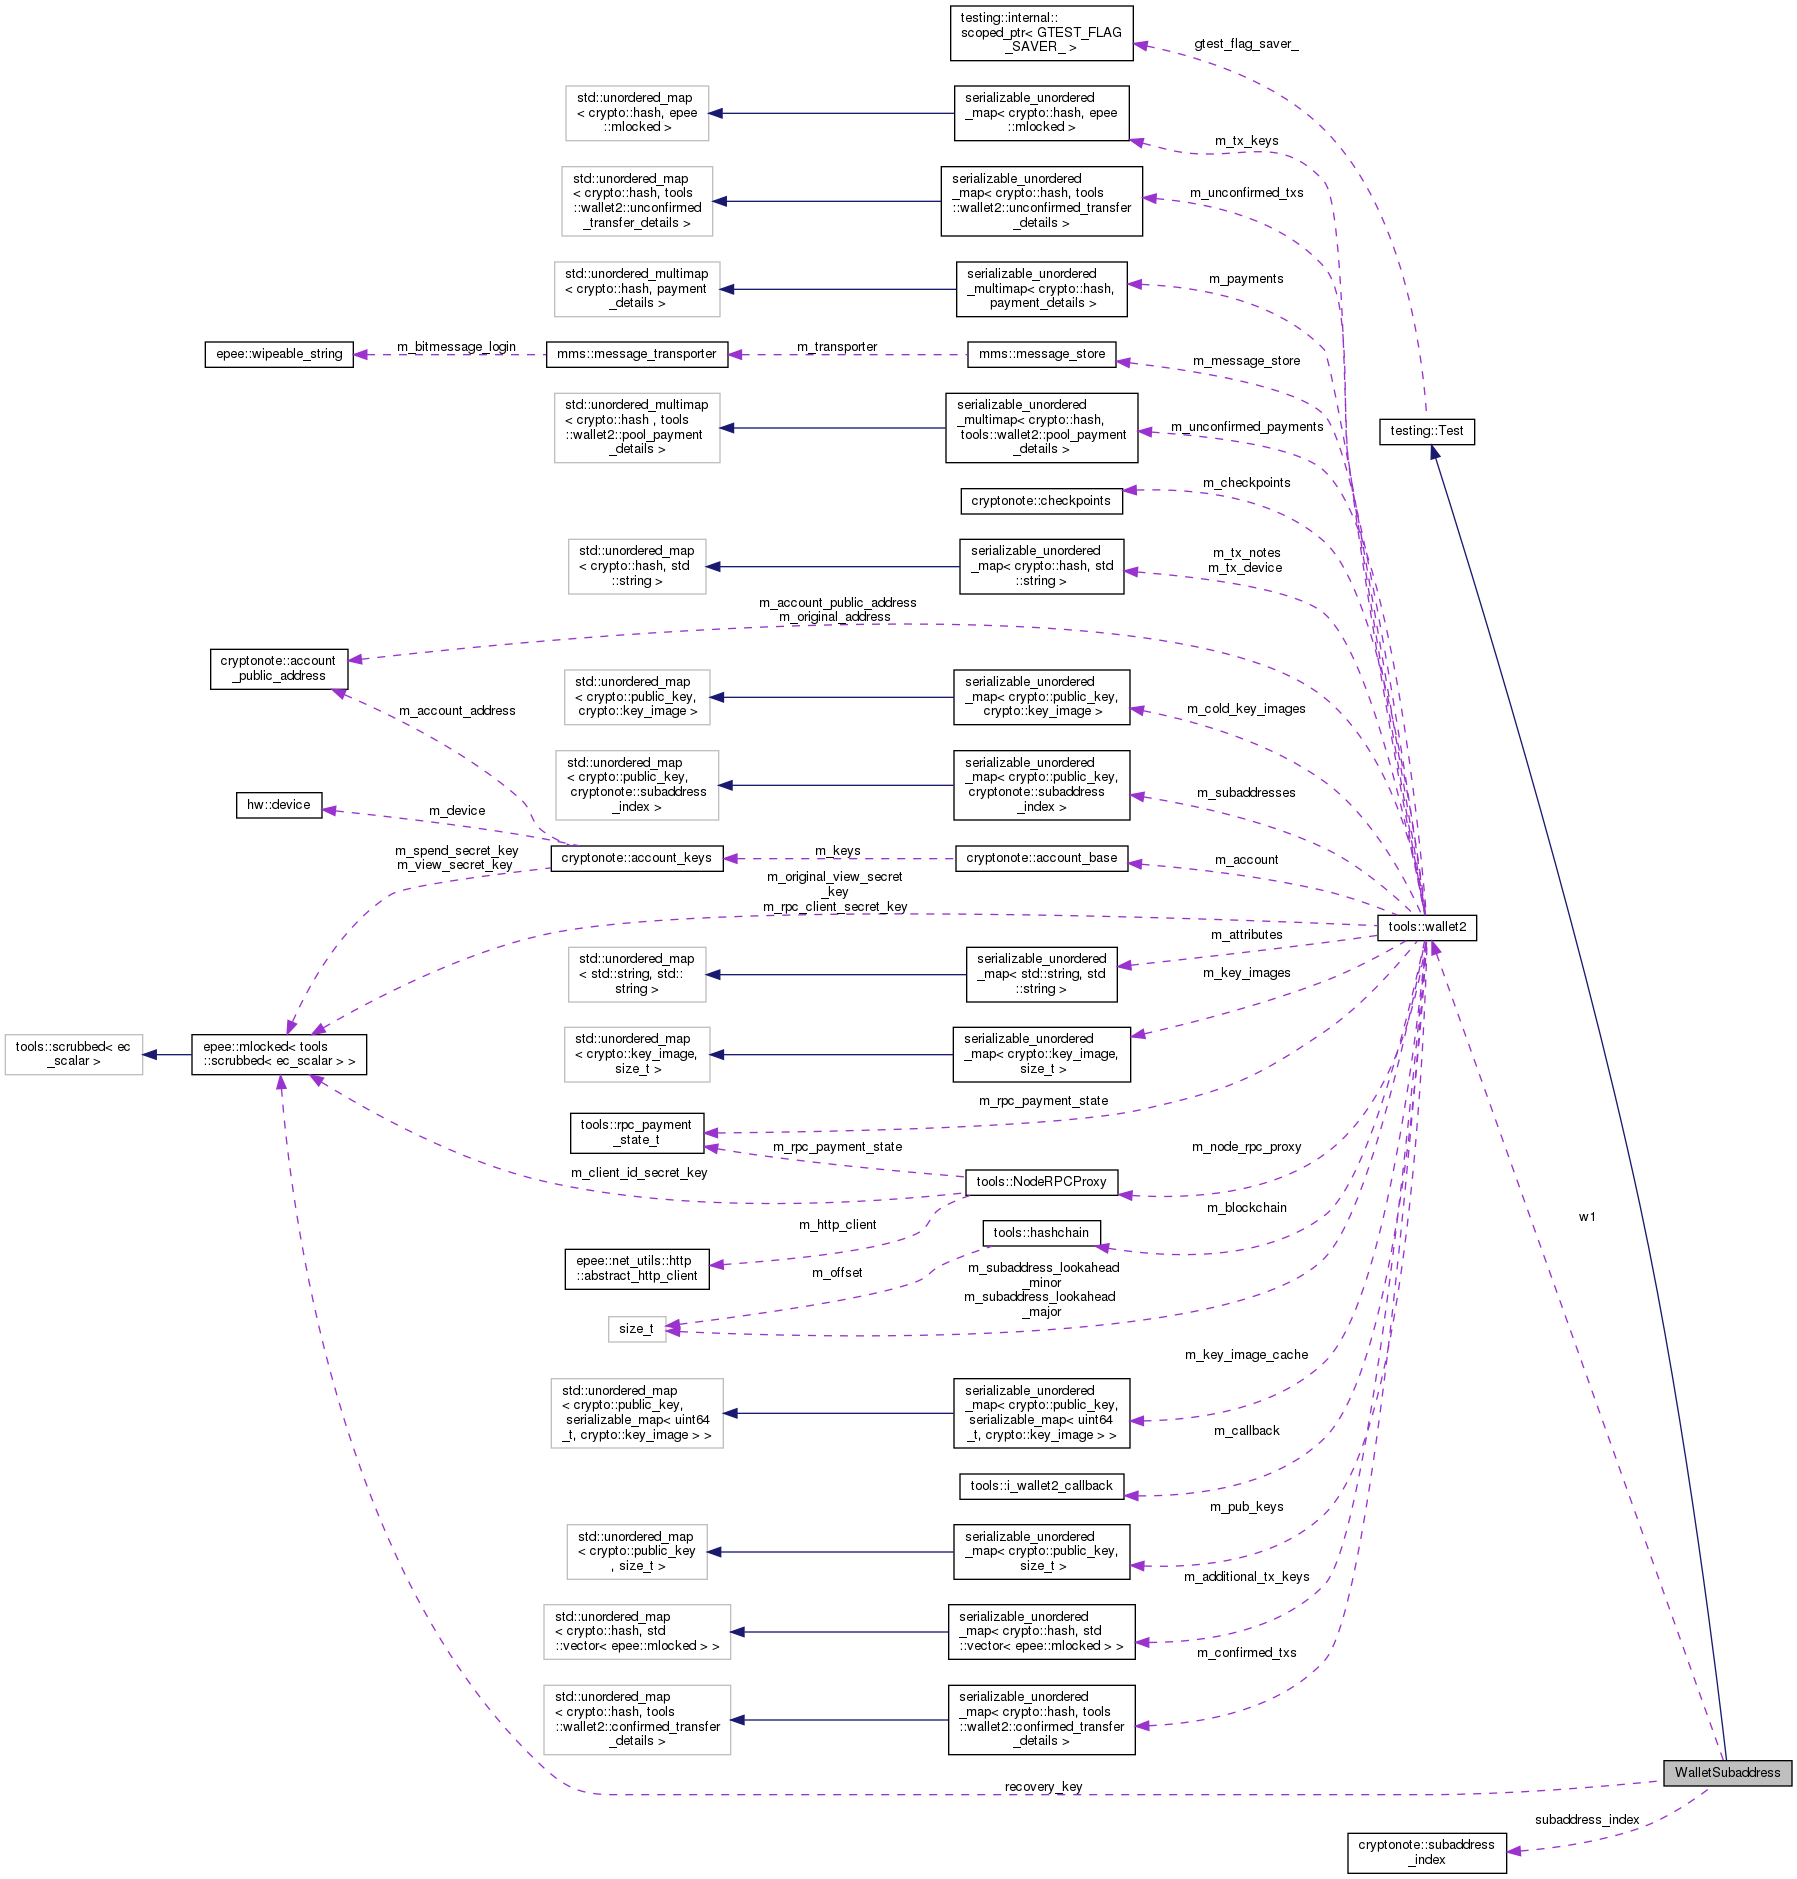 testing::internal::
scoped_ptr< GTEST_FLAG
_SAVER_ >
gtest_flag_saver_
std::unordered_map
< crypto::hash, epee
::mlocked >
serializable_unordered
_map< crypto::hash, epee
::mlocked >
m_tx_keys
std::unordered_map
< crypto::hash, tools
::wallet2::unconfirmed
_transfer_details >
serializable_unordered
_map< crypto::hash, tools
::wallet2::unconfirmed_transfer
_details >
m_unconfirmed_txs
std::unordered_multimap
< crypto::hash, payment
_details >
serializable_unordered
_multimap< crypto::hash,
payment_details >
m_payments
epee::wipeable_string
m_bitmessage_login
mms::message_transporter
m_transporter
mms::message_store
m_message_store
std::unordered_multimap
< crypto::hash , tools
::wallet2::pool_payment
_details >
serializable_unordered
_multimap< crypto::hash,
tools::wallet2::pool_payment
_details >
m_unconfirmed_payments
testing::Test
cryptonote::checkpoints
m_checkpoints
std::unordered_map
< crypto::hash, std
::string >
serializable_unordered
_map< crypto::hash, std
::string >
m_tx_notes
m_tx_device
m_account_public_address
m_original_address
cryptonote::account
_public_address
m_account_address
std::unordered_map
< crypto::public_key,
crypto::key_image >
serializable_unordered
_map< crypto::public_key,
crypto::key_image >
m_cold_key_images
std::unordered_map
< crypto::public_key,
cryptonote::subaddress
_index >
serializable_unordered
_map< crypto::public_key,
cryptonote::subaddress
_index >
m_subaddresses
hw::device
m_device
m_spend_secret_key
m_view_secret_key
cryptonote::account_keys
m_keys
cryptonote::account_base
m_account
m_original_view_secret
_key
m_rpc_client_secret_key
tools::wallet2
std::unordered_map
< std::string, std::
string >
serializable_unordered
_map< std::string, std
::string >
m_attributes
tools::scrubbed< ec
_scalar >
epee::mlocked< tools
::scrubbed< ec_scalar > >
std::unordered_map
< crypto::key_image,
size_t >
serializable_unordered
_map< crypto::key_image,
size_t >
m_key_images
tools::rpc_payment
_state_t
m_rpc_payment_state
m_rpc_payment_state
m_client_id_secret_key
tools::NodeRPCProxy
m_node_rpc_proxy
m_http_client
epee::net_utils::http
::abstract_http_client
tools::hashchain
m_blockchain
w1
m_offset
m_subaddress_lookahead
_minor
m_subaddress_lookahead
_major
size_t
std::unordered_map
< crypto::public_key,
serializable_map< uint64
_t, crypto::key_image > >
serializable_unordered
_map< crypto::public_key,
serializable_map< uint64
_t, crypto::key_image > >
m_key_image_cache
tools::i_wallet2_callback
m_callback
std::unordered_map
< crypto::public_key
, size_t >
serializable_unordered
_map< crypto::public_key,
size_t >
m_pub_keys
std::unordered_map
< crypto::hash, std
::vector< epee::mlocked > >
serializable_unordered
_map< crypto::hash, std
::vector< epee::mlocked > >
m_additional_tx_keys
std::unordered_map
< crypto::hash, tools
::wallet2::confirmed_transfer
_details >
serializable_unordered
_map< crypto::hash, tools
::wallet2::confirmed_transfer
_details >
m_confirmed_txs
WalletSubaddress
recovery_key
subaddress_index
cryptonote::subaddress
_index